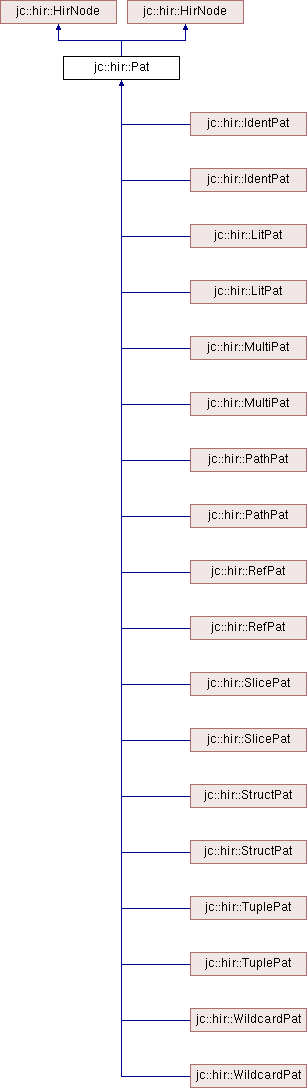 jc::hir::HirNode jc::hir::HirNode
jc::hir::Pat
jc::hir::IdentPat
jc::hir::IdentPat
jc::hir::LitPat
jc::hir::LitPat
jc::hir::MultiPat
jc::hir::MultiPat
jc::hir::PathPat
jc::hir::PathPat
jc::hir::RefPat
jc::hir::RefPat
jc::hir::SlicePat
jc::hir::SlicePat
jc::hir::StructPat
jc::hir::StructPat
jc::hir::TuplePat
jc::hir::TuplePat
jc::hir::WildcardPat
jc::hir::WildcardPat